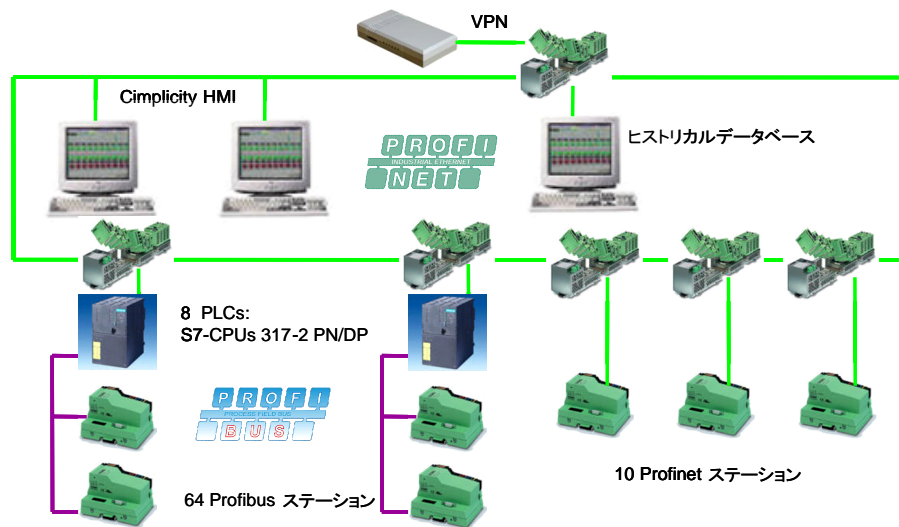 VPN
Cimplicity HMI
ヒストリカルデータベース
PROFI
INDUSTRIAL ETHERNET
NET
8 PLCs:
S7-CPUs 317-2 PN/DP
PROFI
PROCESS FIELD BUS
BUS
10 Profinet ステーション
64 Profibus ステーション